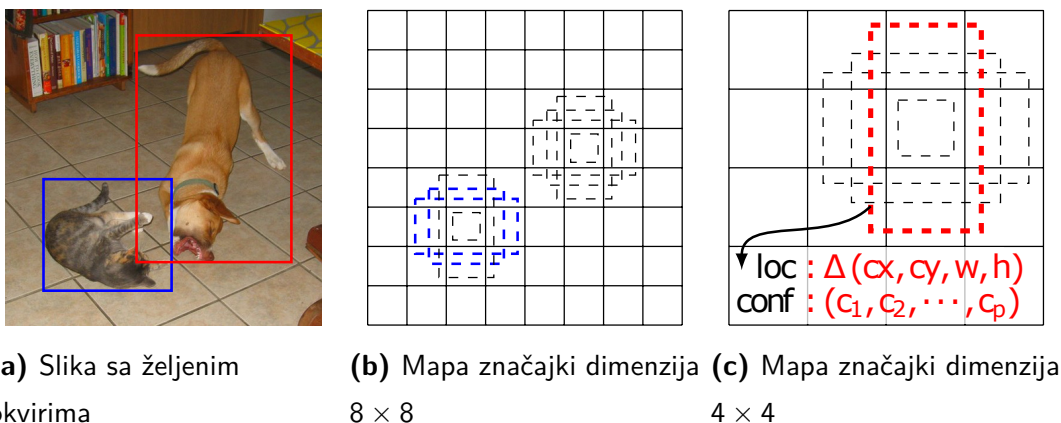 loc : Δ(cx, cy, w, h)
conf : (c₁, c₂, ⋯, cₚ)
a) Slika sa željenim
okvirima
(b) Mapa značajki dimenzija
8 × 8
(c) Mapa značajki dimenzija
4 × 4